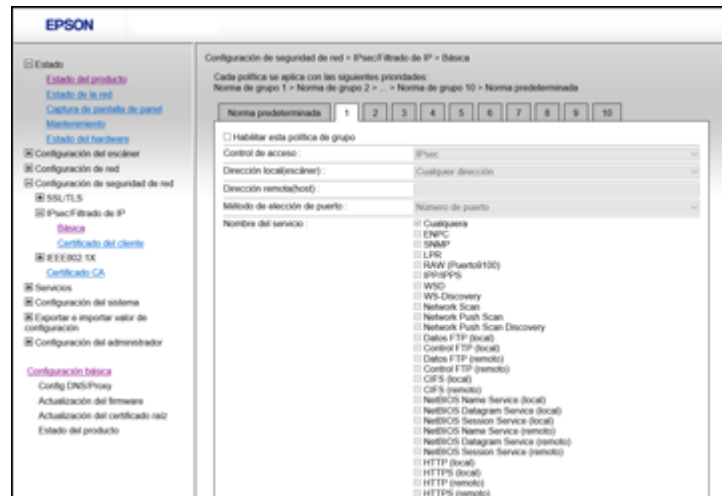 EPSON
Estado
Estado del producto
Estado de la red
Captura de pantalla de panel
Mantenimiento
Estado del hardware
Configuración del escáner
Configuración de red
Configuración de seguridad de red
SSL/TLS
IPsec/Filtrado de IP
Básica
Certificado del cliente
IEEE802.1X
Certificado CA
Servicios
Configuración del sistema
Exportar e importar valor de
configuración
Configuración del administrador
Configuración básica
Config DNS/Proxy
Actualización del firmware
Actualización del certificado raíz
Estado del producto
Configuración de seguridad de red > IPsec/Filtrado de IP > Básica
Cada política se aplica con las siguientes prioridades:
Norma de grupo 1 > Norma de grupo 2 > ... > Norma de grupo 10 > Norma predeterminada
Norma predeterminada 1 2 3 4 5 6 7 8 9 10
Habilitar esta política de grupo
Control de acceso : IPsec
Dirección local(escáner) : Cualquier dirección
Dirección remota(host) :
Método de elección de puerto : Número de puerto
Nombre del servicio : Cualquiera
ENPC
SNMP
LPR
RAW (Puerto9100)
IPP/IPPS
WSD
WS-Discovery
Network Scan
Network Push Scan
Network Push Scan Discovery
Datos FTP (local)
Control FTP (local)
Datos FTP (remoto)
Control FTP (remoto)
CIFS (local)
CIFS (remoto)
NetBIOS Name Service (local)
NetBIOS Datagram Service (local)
NetBIOS Session Service (local)
NetBIOS Name Service (remoto)
NetBIOS Datagram Service (remoto)
NetBIOS Session Service (remoto)
HTTP (local)
HTTPS (local)
HTTP (remoto)
HTTPS (remoto)